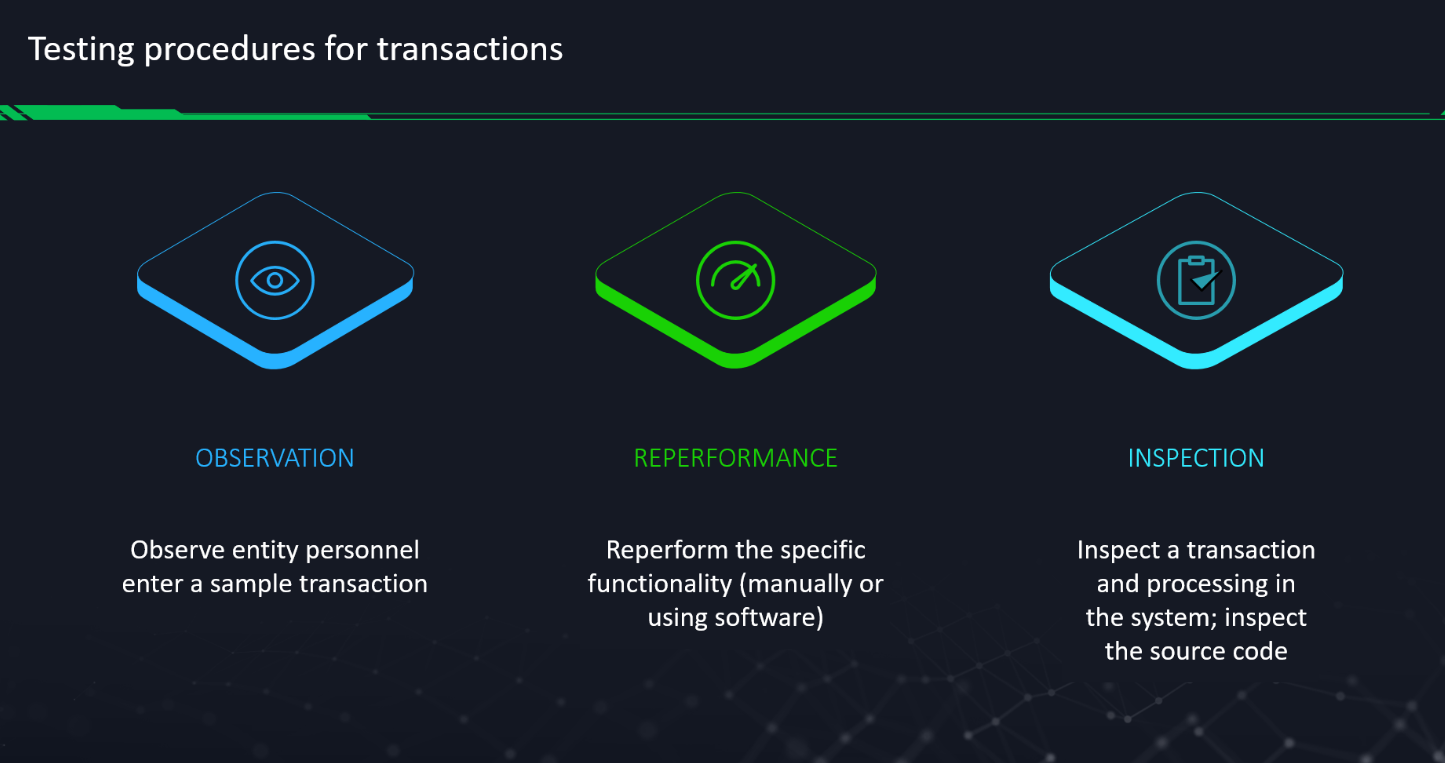 Testing procedures for transactions
OBSERVATION
Observe entity personnel
enter a sample transaction
REPERFORMANCE
Reperform the specific
functionality (manually or
using software)
INSPECTION
Inspect a transaction
and processing in
the system; inspect
the source code